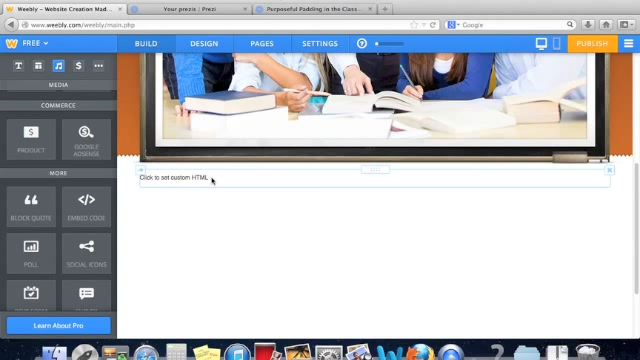 Weebly - Website Creation Mad…
Your prezis | Prezi
Purposeful Padding in the Class…
www.weebly.com/weebly/main.php
Google
FREE
BUILD
DESIGN
PAGES
SETTINGS
PUBLISH
MEDIA
COMMERCE
PRODUCT
GOOGLE ADSENSE
MORE
BLOCK QUOTE
EMBED CODE
POLL
SOCIAL ICONS
Learn About Pro
Click to set custom HTML